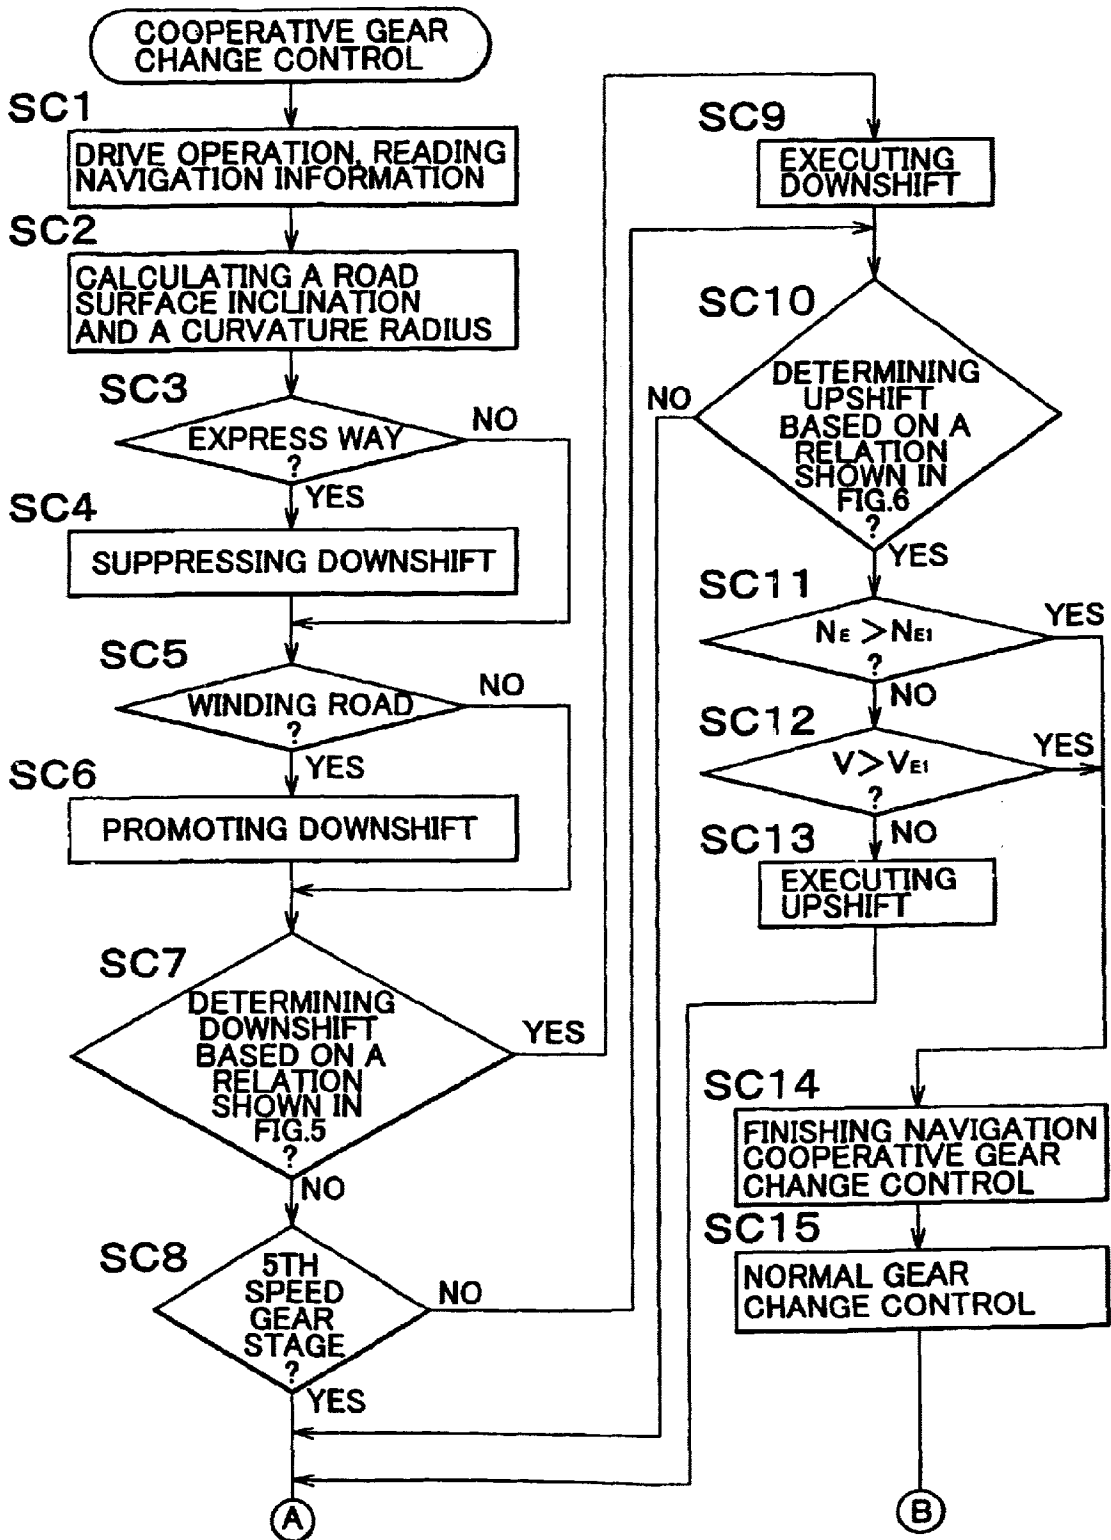 COOPERATIVE GEAR
CHANGE CONTROL
SC1
DRIVE OPERATION, READING
NAVIGATION INFORMATION
SC2
CALCULATING A ROAD
SURFACE INCLINATION
AND A CURVATURE RADIUS
SC3
EXPRESS WAY
?
NO
YES
SC4
SUPPRESSING DOWNSHIFT
SC5
WINDING ROAD
?
NO
YES
SC6
PROMOTING DOWNSHIFT
SC7
DETERMINING
DOWNSHIFT
BASED ON A
RELATION
SHOWN IN
FIG.5
?
YES
NO
SC8
5TH
SPEED
GEAR
STAGE
?
NO
YES
A
SC9
EXECUTING
DOWNSHIFT
SC10
DETERMINING
UPSHIFT
BASED ON A
RELATION
SHOWN IN
FIG.6
?
NO
YES
SC11
NE > NE1
?
YES
NO
SC12
V > VE1
?
YES
NO
SC13
EXECUTING
UPSHIFT
SC14
FINISHING NAVIGATION
COOPERATIVE GEAR
CHANGE CONTROL
SC15
NORMAL GEAR
CHANGE CONTROL
B